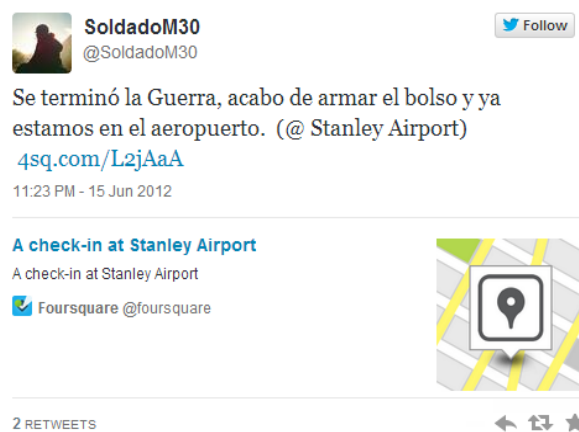 SoldadoM30
@SoldadoM30
Follow
Se terminó la Guerra, acabo de armar el bolso y ya
estamos en el aeropuerto. (@ Stanley Airport)
4sq.com/L2jAaA
11:23 PM - 15 Jun 2012
A check-in at Stanley Airport
A check-in at Stanley Airport
Foursquare @foursquare
2 RETWEETS